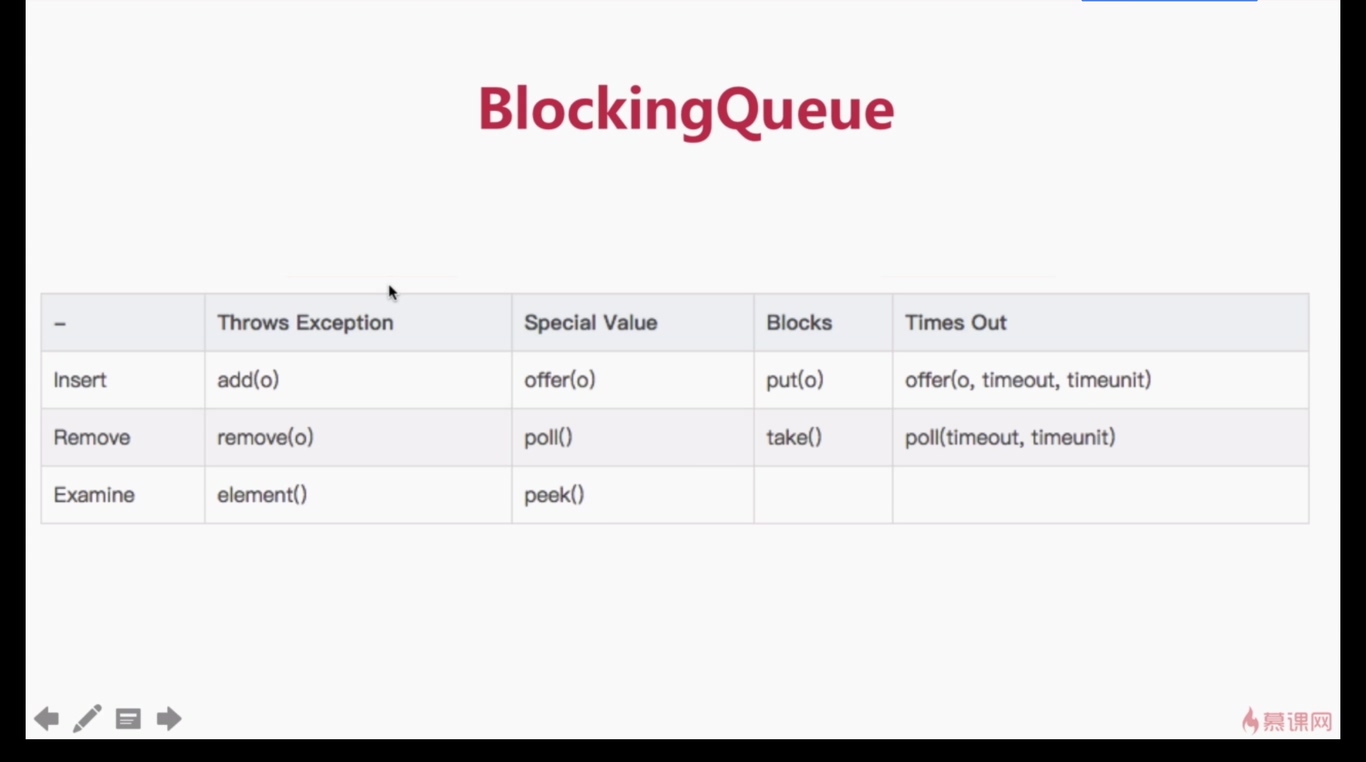 BlockingQueue
– Throws Exception Special Value Blocks Times Out
Insert add(o) offer(o) put(o) offer(o, timeout, timeunit)
Remove remove(o) poll() take() poll(timeout, timeunit)
Examine element() peek()
慕课网